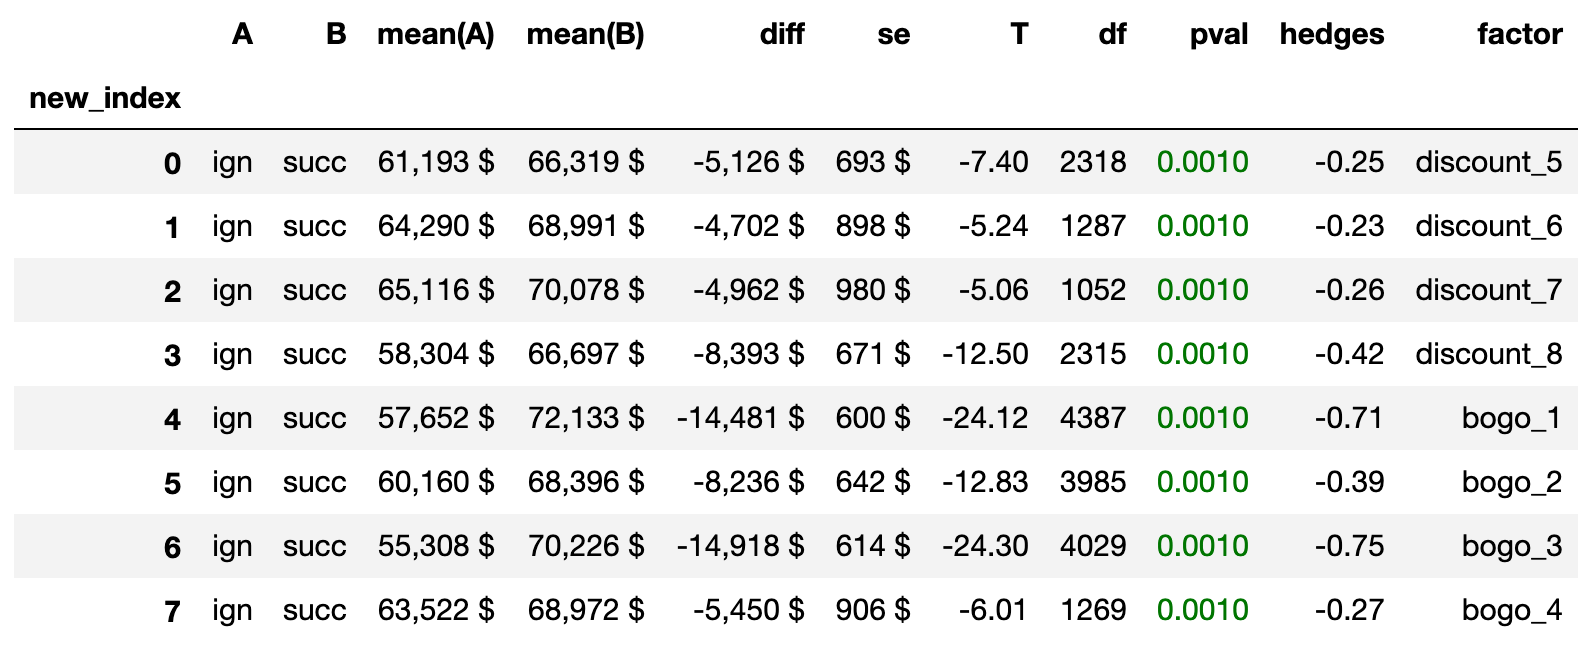 A B mean(A) mean(B) diff se T df pval hedges factor
new_index
0 ign succ 61,193 $ 66,319 $ -5,126 $ 693 $ -7.40 2318 0.0010 -0.25 discount_5
1 ign succ 64,290 $ 68,991 $ -4,702 $ 898 $ -5.24 1287 0.0010 -0.23 discount_6
2 ign succ 65,116 $ 70,078 $ -4,962 $ 980 $ -5.06 1052 0.0010 -0.26 discount_7
3 ign succ 58,304 $ 66,697 $ -8,393 $ 671 $ -12.50 2315 0.0010 -0.42 discount_8
4 ign succ 57,652 $ 72,133 $ -14,481 $ 600 $ -24.12 4387 0.0010 -0.71 bogo_1
5 ign succ 60,160 $ 68,396 $ -8,236 $ 642 $ -12.83 3985 0.0010 -0.39 bogo_2
6 ign succ 55,308 $ 70,226 $ -14,918 $ 614 $ -24.30 4029 0.0010 -0.75 bogo_3
7 ign succ 63,522 $ 68,972 $ -5,450 $ 906 $ -6.01 1269 0.0010 -0.27 bogo_4